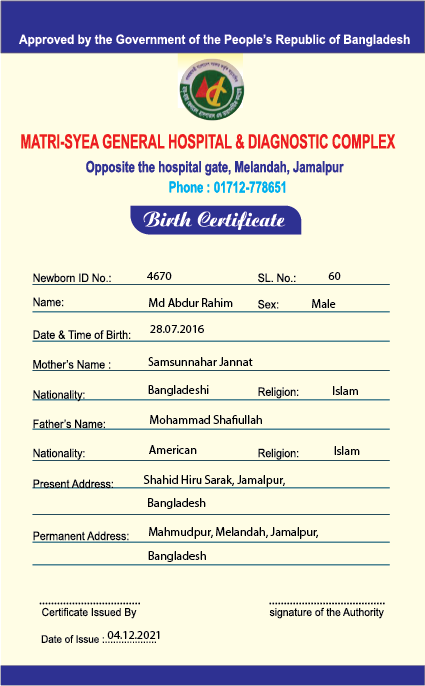 Approved by the Government of the People's Republic of Bangladesh
MATRI-SYEA GENERAL HOSPITAL & DIAGNOSTIC COMPLEX
Opposite the hospital gate, Melandah, Jamalpur
Phone : 01712-778651
Birth Certificate
Newborn ID No.: 4670 SL. No.: 60
Name: Md Abdur Rahim Sex: Male
Date & Time of Birth: 28.07.2016
Mother's Name : Samsunnahar Jannat
Nationality: Bangladeshi Religion: Islam
Father's Name: Mohammad Shafiullah
Nationality: American Religion: Islam
Present Address: Shahid Hiru Sarak, Jamalpur,
Bangladesh
Permanent Address: Mahmudpur, Melandah, Jamalpur,
Bangladesh
Certificate Issued By signature of the Authority
Date of Issue : 04.12.2021